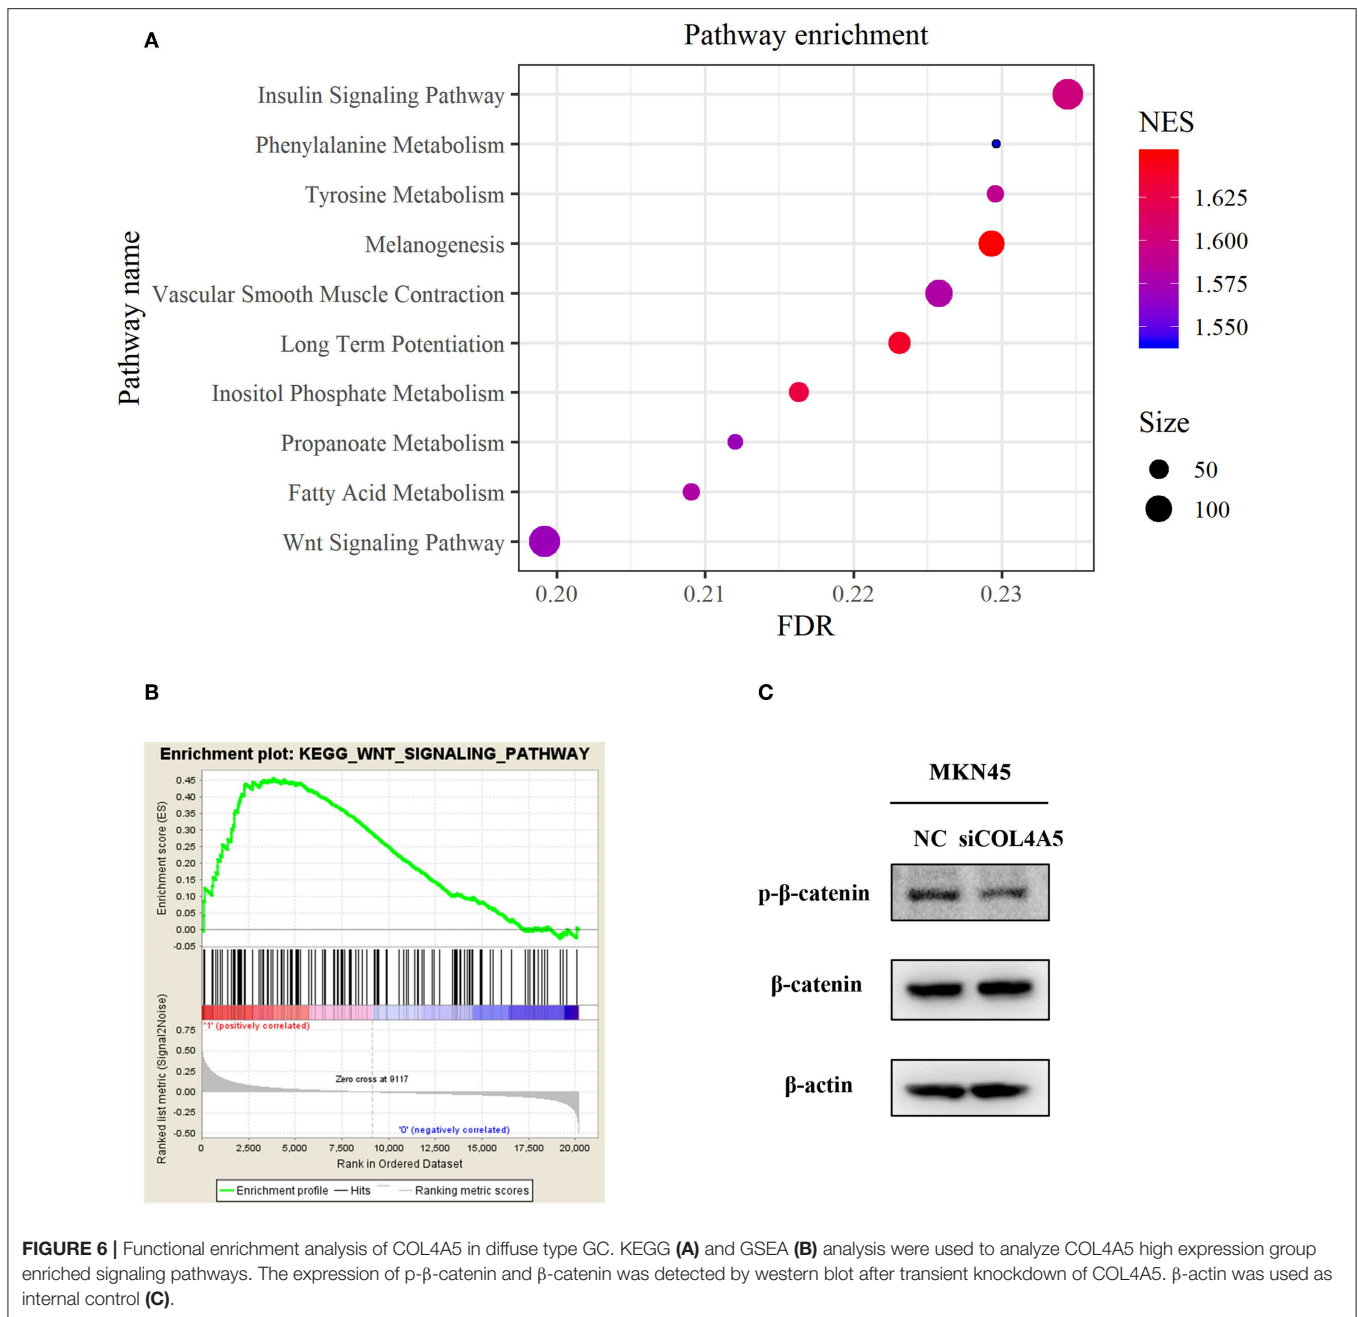 A
Pathway enrichment
Pathway name
Insulin Signaling Pathway
Phenylalanine Metabolism
Tyrosine Metabolism
Melanogenesis
Vascular Smooth Muscle Contraction
Long Term Potentiation
Inositol Phosphate Metabolism
Propanoate Metabolism
Fatty Acid Metabolism
Wnt Signaling Pathway
0.20 0.21 0.22 0.23
FDR
NES
1.625
1.600
1.575
1.550
Size
50
100
B
Enrichment plot: KEGG_WNT_SIGNALING_PATHWAY
Enrichment score (ES)
0.45
0.40
0.35
0.30
0.25
0.20
0.15
0.10
0.05
0.00
-0.05
'1' (positively correlated)
Ranked list metric (Signal2Noise)
0.75
0.50
0.25
0.00
-0.25
-0.50
Zero cross at 9117
'0' (negatively correlated)
0 2,500 5,000 7,500 10,000 12,500 15,000 17,500 20,000
Rank in Ordered Dataset
Enrichment profile Hits Ranking metric scores
C
MKN45
NC siCOL4A5
p-β-catenin
β-catenin
β-actin
FIGURE 6 | Functional enrichment analysis of COL4A5 in diffuse type GC. KEGG (A) and GSEA (B) analysis were used to analyze COL4A5 high expression group
enriched signaling pathways. The expression of p-β-catenin and β-catenin was detected by western blot after transient knockdown of COL4A5. β-actin was used as
internal control (C).